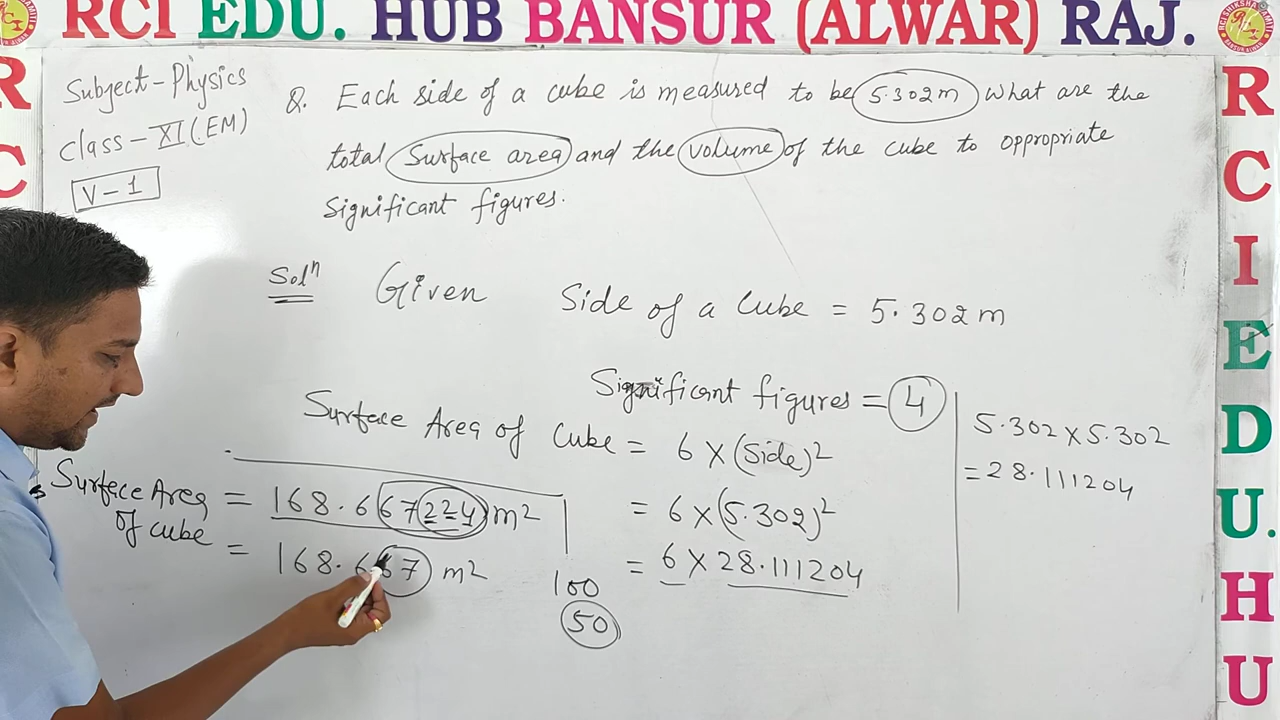 RCI EDU. HUB BANSUR (ALWAR) RAJ.
Subject-Physics
class-XI(EM)
V-1
Q. Each side of a cube is measured to be 5.302m What are the
total Surface area and the volume of the cube to oppropriate
Significant figures.
Solⁿ Given Side of a Cube = 5.302m
Significant figures = 4
Surface Area of Cube = 6 × (Side)²
= 6 × (5.302)²
= 6 × 28.111204
5.302×5.302
=28.111204
Surface Area of cube = 168.667224 m²
= 168.667 m²
100
50
R
C
I
E
D
U.
H
U
R
C